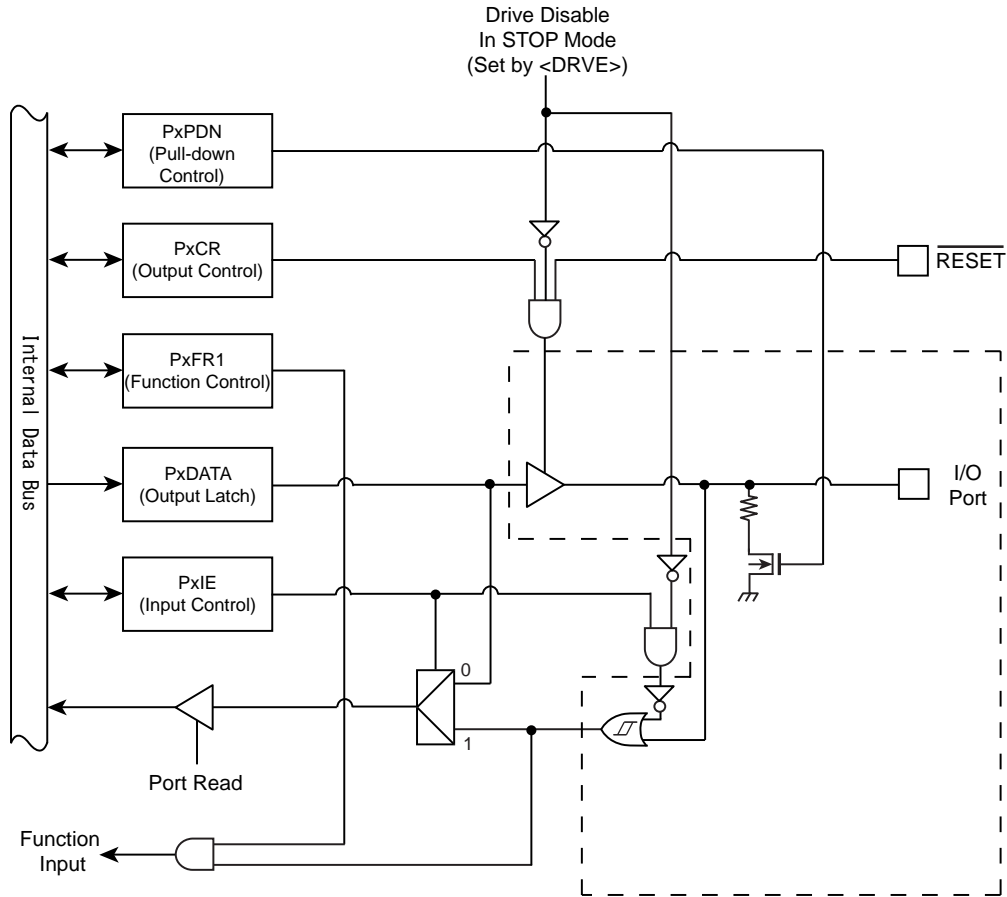 Drive Disable
In STOP Mode
(Set by <DRVE>)
PxPDN
(Pull-down
Control)
PxCR
(Output Control)
RESET
PxFR1
(Function Control)
Internal Data Bus
PxDATA
(Output Latch)
I/O
Port
PxIE
(Input Control)
0
1
Port Read
Function
Input